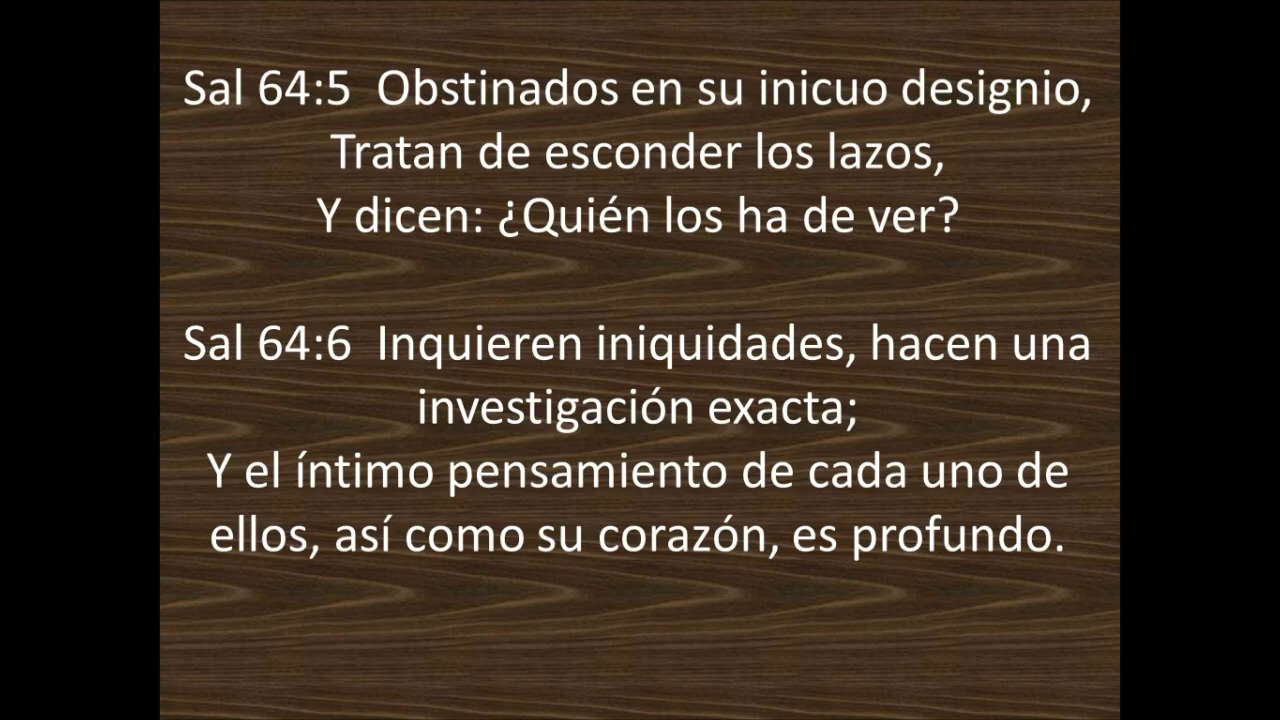 Sal 64:5  Obstinados en su inicuo designio,
Tratan de esconder los lazos,
Y dicen: ¿Quién los ha de ver?
Sal 64:6  Inquieren iniquidades, hacen una
investigación exacta;
Y el íntimo pensamiento de cada uno de
ellos, así como su corazón, es profundo.